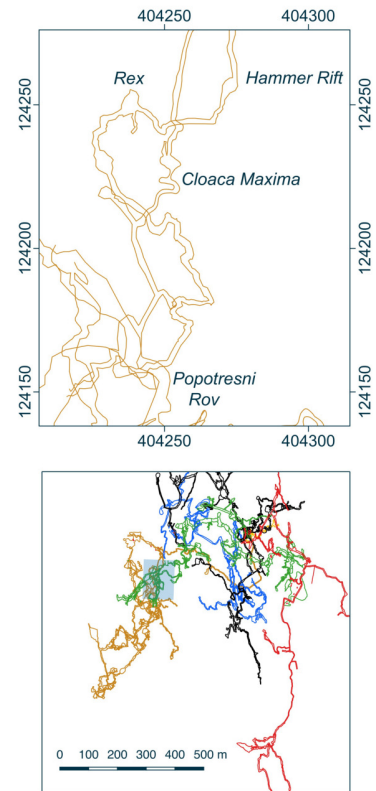 404250 404300
Rex Hammer Rift
124250 124250
Cloaca Maxima
124200 124200
Popotresni
Rov
124150 124150
404250 404300
0 100 200 300 400 500 m